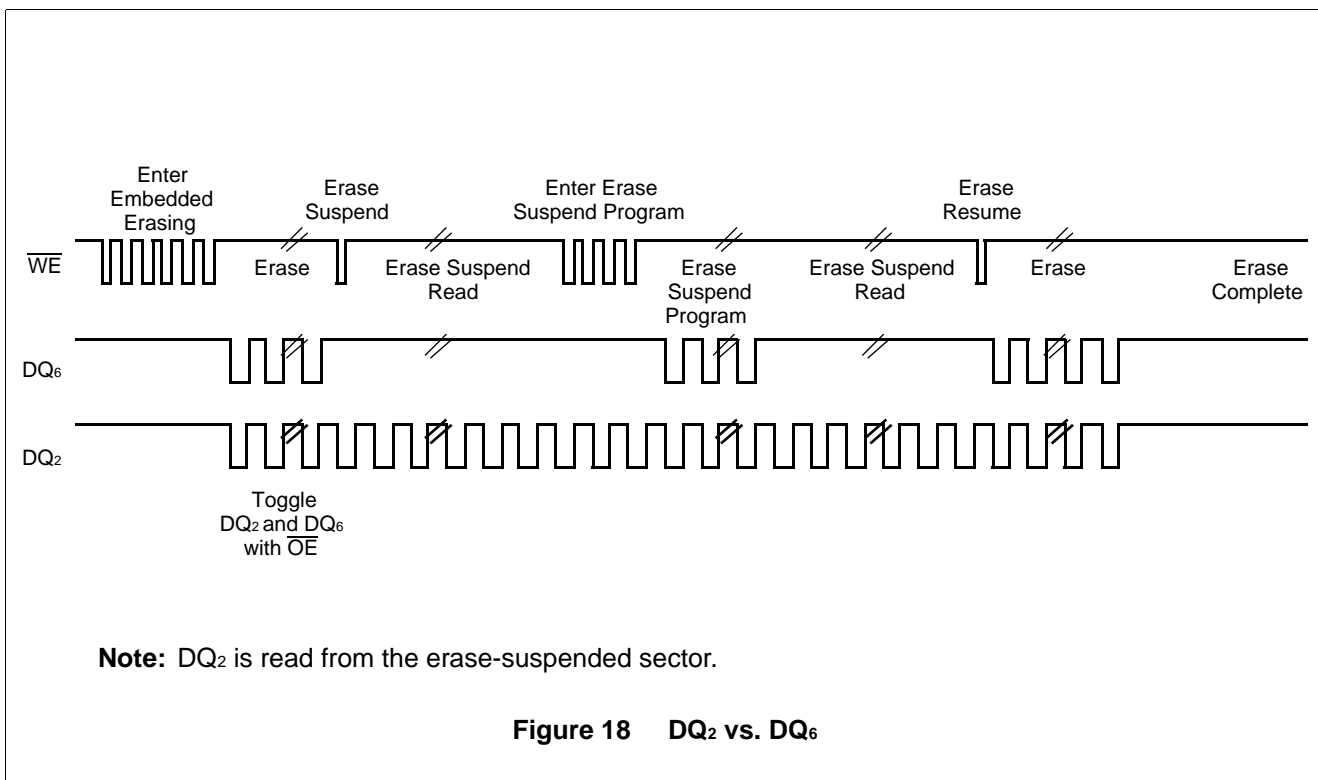 Enter
Embedded
Erasing
Erase
Suspend
Enter Erase
Suspend Program
Erase
Resume
WE
Erase
Erase Suspend
Read
Erase
Suspend
Program
Erase Suspend
Read
Erase
Erase
Complete
DQ6
DQ2
Toggle
DQ2 and DQ6
with OE
Note: DQ2 is read from the erase-suspended sector.
Figure 18 DQ2 vs. DQ6